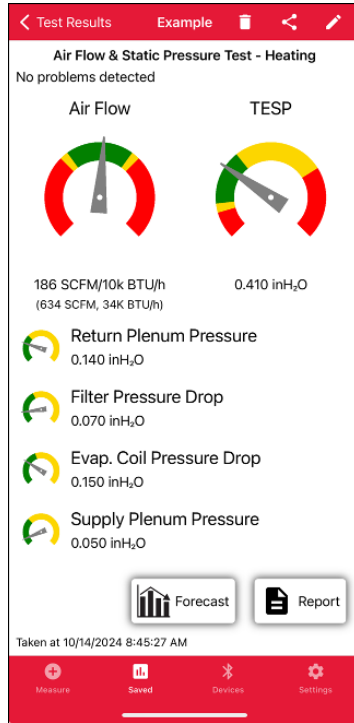 Test Results Example
Air Flow & Static Pressure Test - Heating
No problems detected
Air Flow TESP
186 SCFM/10k BTU/h 0.410 inH₂O
(634 SCFM, 34K BTU/h)
Return Plenum Pressure
0.140 inH₂O
Filter Pressure Drop
0.070 inH₂O
Evap. Coil Pressure Drop
0.150 inH₂O
Supply Plenum Pressure
0.050 inH₂O
Forecast Report
Taken at 10/14/2024 8:45:27 AM
Measure Saved Devices Settings